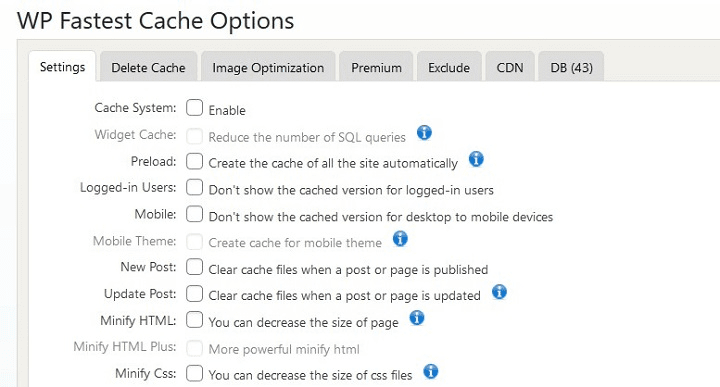 WP Fastest Cache Options
Settings Delete Cache Image Optimization Premium Exclude CDN DB (43)
Cache System: Enable
Widget Cache: Reduce the number of SQL queries
Preload: Create the cache of all the site automatically
Logged-in Users: Don't show the cached version for logged-in users
Mobile: Don't show the cached version for desktop to mobile devices
Mobile Theme: Create cache for mobile theme
New Post: Clear cache files when a post or page is published
Update Post: Clear cache files when a post or page is updated
Minify HTML: You can decrease the size of page
Minify HTML Plus: More powerful minify html
Minify Css: You can decrease the size of css files